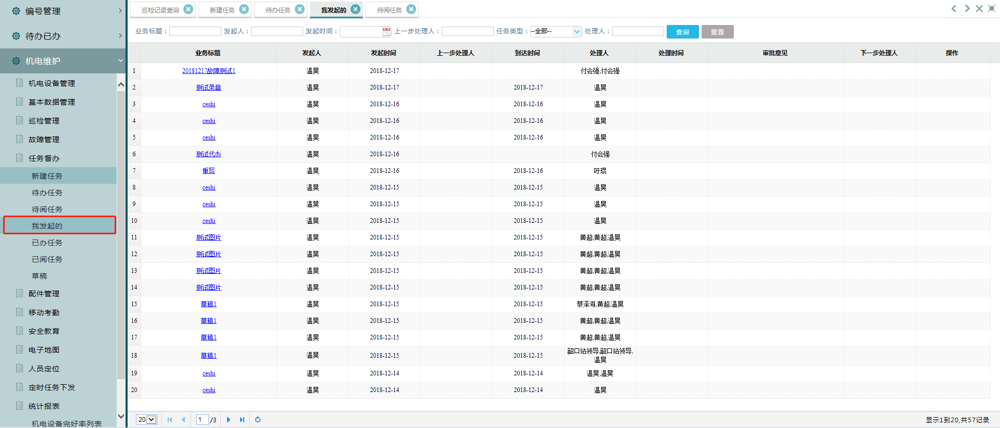 编号管理
待办已办
机电维护
机电设备管理
基本数据管理
巡检管理
故障管理
任务督办
新建任务
待办任务
待阅任务
我发起的
已办任务
已阅任务
草稿
配件管理
移动考勤
安全教育
电子地图
人员定位
定时任务下发
统计报表
机电设备完好率列表
巡检记录查询 新建任务 待办任务 我发起的 待阅任务
业务标题： 发起人： 发起时间： 上一步处理人： 任务类型： --全部-- 处理人： 查询 重置
业务标题 发起人 发起时间 上一步处理人 到达时间 处理人 处理时间 审批意见 下一步处理人 操作
1 20181217故障测试1 温昊 2018-12-17 付会强,付会强
2 测试录音 温昊 2018-12-17 2018-12-17 温昊
3 ceshi 温昊 2018-12-16 2018-12-16 温昊
4 ceshi 温昊 2018-12-16 2018-12-16 温昊
5 ceshi 温昊 2018-12-16 2018-12-16 温昊
6 测试代办 温昊 2018-12-16 付会强
7 重写 温昊 2018-12-16 2018-12-16 吁琨
8 ceshi 温昊 2018-12-15 2018-12-15 温昊
9 ceshi 温昊 2018-12-15 2018-12-15 温昊
10 ceshi 温昊 2018-12-15 2018-12-15 温昊
11 测试图片 温昊 2018-12-15 2018-12-15 黄超,黄超,温昊
12 测试图片 温昊 2018-12-15 2018-12-15 黄超,黄超,温昊
13 测试图片 温昊 2018-12-15 2018-12-15 黄超,黄超,温昊
14 测试图片 温昊 2018-12-15 2018-12-15 黄超,黄超,温昊
15 草稿1 温昊 2018-12-15 2018-12-15 蔡泽海,黄超,温昊
16 草稿1 温昊 2018-12-15 2018-12-15 黄超,黄超,温昊
17 草稿1 温昊 2018-12-15 2018-12-15 黄超,黄超,温昊
18 草稿1 温昊 2018-12-15 2018-12-15 韶口站领导,韶口站领导,
温昊
19 ceshi 温昊 2018-12-14 2018-12-14 温昊,温昊
20 ceshi 温昊 2018-12-14 2018-12-14 温昊
20 1 /3 显示1到20,共57记录